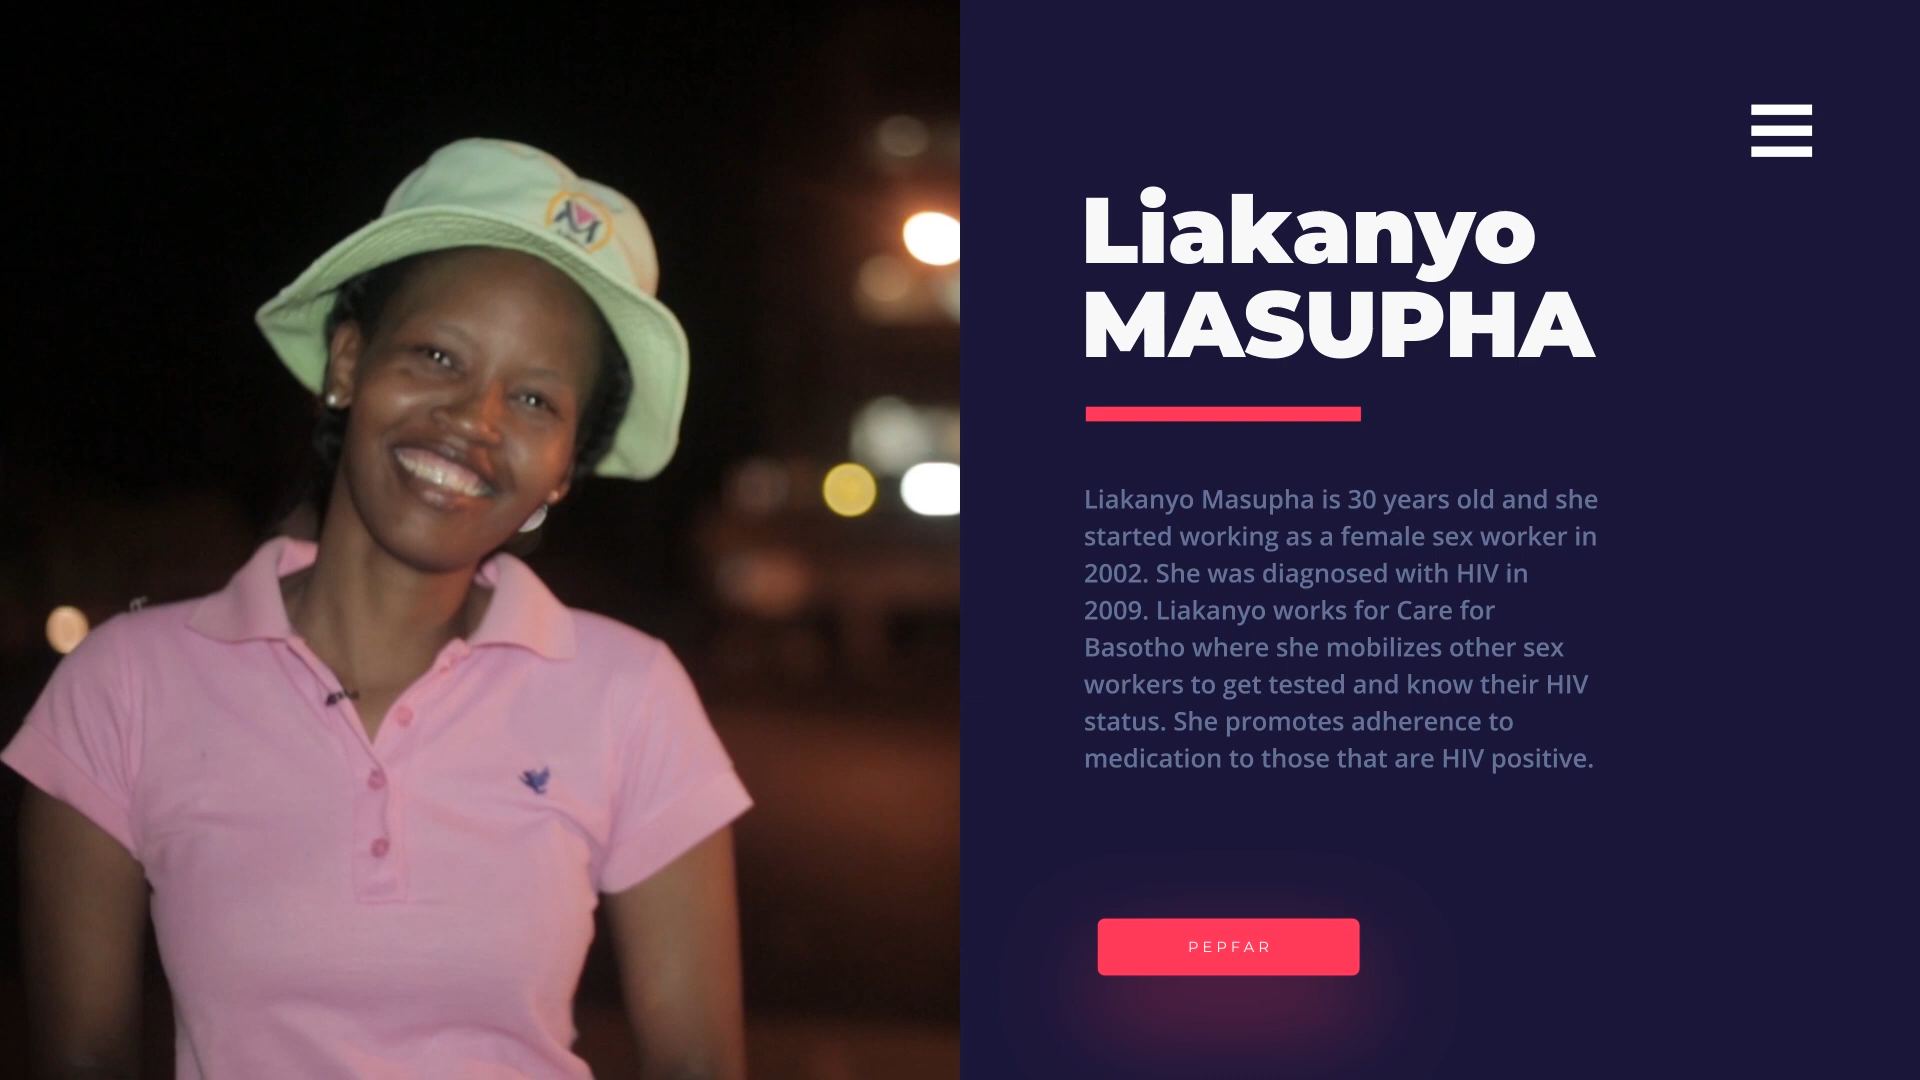 Liakanyo
MASUPHA
Liakanyo Masupha is 30 years old and she
started working as a female sex worker in
2002. She was diagnosed with HIV in
2009. Liakanyo works for Care for
Basotho where she mobilizes other sex
workers to get tested and know their HIV
status. She promotes adherence to
medication to those that are HIV positive.
PEPFAR